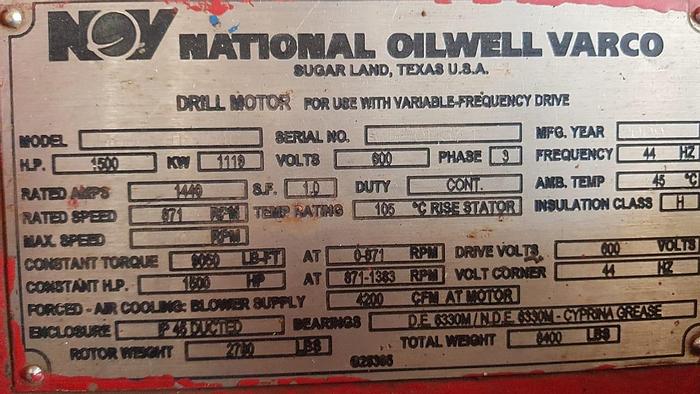 NOV NATIONAL OILWELL VARCO
SUGAR LAND, TEXAS U.S.A.
DRILL MOTOR FOR USE WITH VARIABLE-FREQUENCY DRIVE
MODEL SERIAL NO. MFG. YEAR
H.P. 1500 KW 1119 VOLTS 600 PHASE 3 FREQUENCY 44 HZ
RATED AMPS 1440 S.F. 1.0 DUTY CONT. AMB. TEMP 45 °C
RATED SPEED 871 RPM TEMP RATING 105 °C RISE STATOR INSULATION CLASS H
MAX. SPEED RPM
CONSTANT TORQUE 9050 LB-FT AT 0-871 RPM DRIVE VOLTS 600 VOLTS
CONSTANT H.P. 1500 HP AT 871-1383 RPM VOLT CORNER 44 HZ
FORCED - AIR COOLING: BLOWER SUPPLY 4200 CFM AT MOTOR
ENCLOSURE IP 45 DUCTED BEARINGS D.E. 6330M / N.D.E. 6330M - CYPRINA GREASE
ROTOR WEIGHT LBS TOTAL WEIGHT 8400 LBS